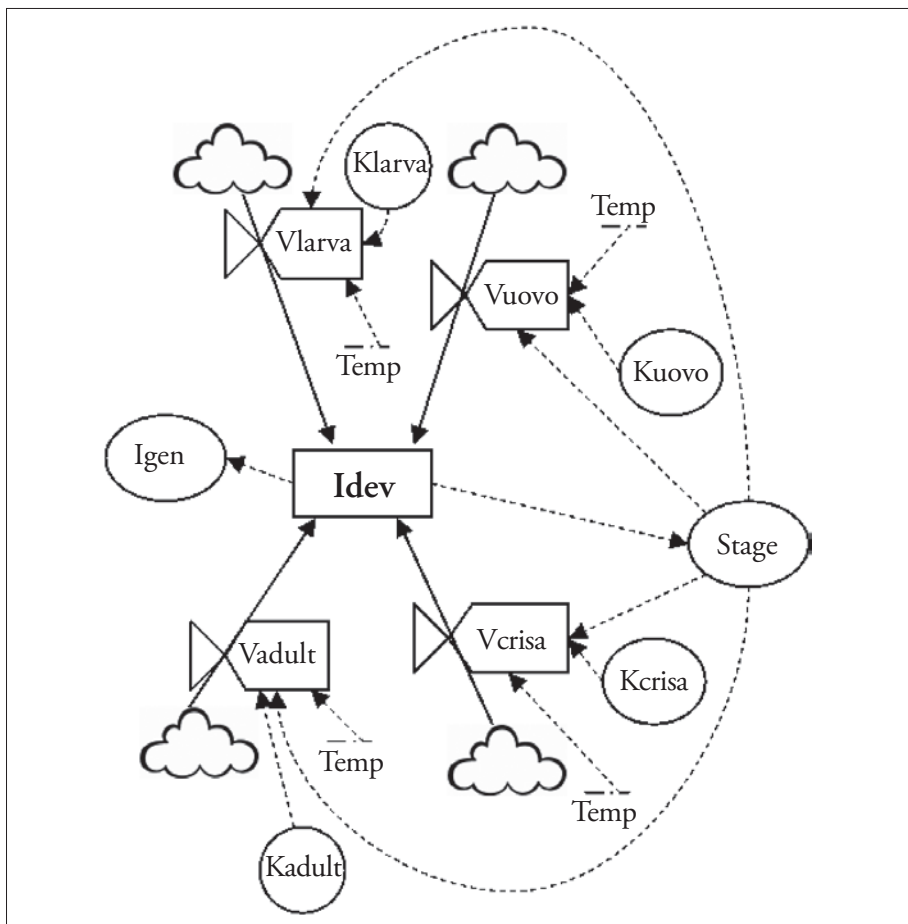 Klarva
Vlarva
Temp
Temp
Vuovo
Kuovo
Igen
Idev
Stage
Vadult
Vcrisa
Kcrisa
Temp
Temp
Kadult